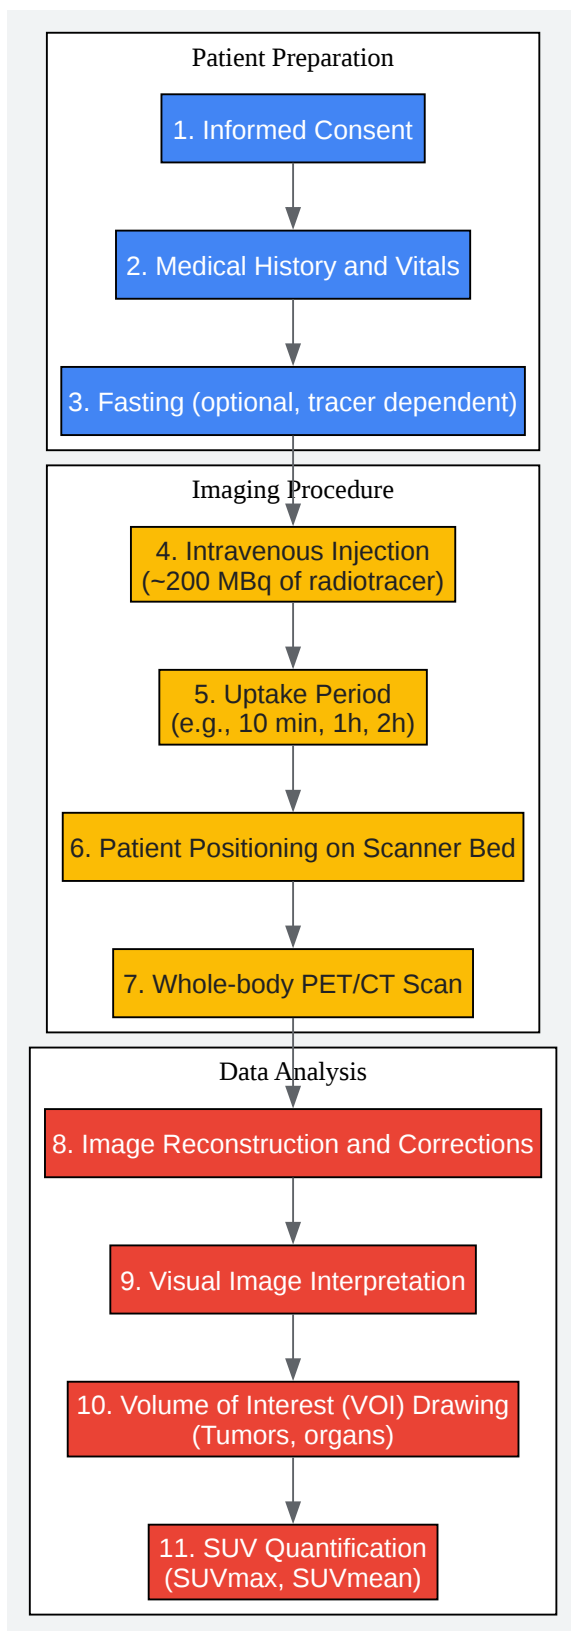 Patient Preparation
1. Informed Consent
2. Medical History and Vitals
3. Fasting (optional, tracer dependent)
Imaging Procedure
4. Intravenous Injection
(~200 MBq of radiotracer)
5. Uptake Period
(e.g., 10 min, 1h, 2h)
6. Patient Positioning on Scanner Bed
7. Whole-body PET/CT Scan
Data Analysis
8. Image Reconstruction and Corrections
9. Visual Image Interpretation
10. Volume of Interest (VOI) Drawing
(Tumors, organs)
11. SUV Quantification
(SUVmax, SUVmean)